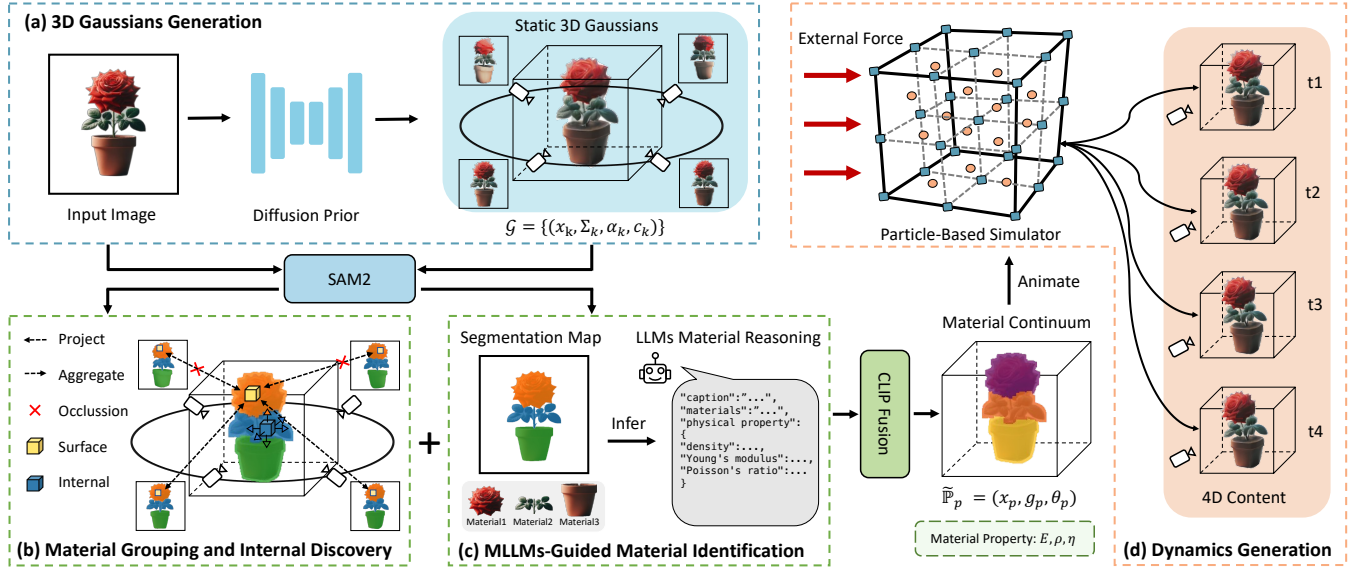 (a) 3D Gaussians Generation
Input Image
Diffusion Prior
Static 3D Gaussians
𝒢 = {(x_k, Σ_k, α_k, c_k)}
SAM2
Project
Aggregate
Occlussion
Surface
Internal
(b) Material Grouping and Internal Discovery
+
Segmentation Map
Material1 Material2 Material3
Infer
LLMs Material Reasoning
"caption":"...",
"materials":"...",
"physical property":
{
"density":...,
"Young's modulus":...,
"Poisson's ratio":...
}
(c) MLLMs-Guided Material Identification
CLIP Fusion
External Force
Particle-Based Simulator
Animate
Material Continuum
ℙ̃_p = (x_p, g_p, θ_p)
Material Property: E, ρ, η
t1
t2
t3
t4
4D Content
(d) Dynamics Generation